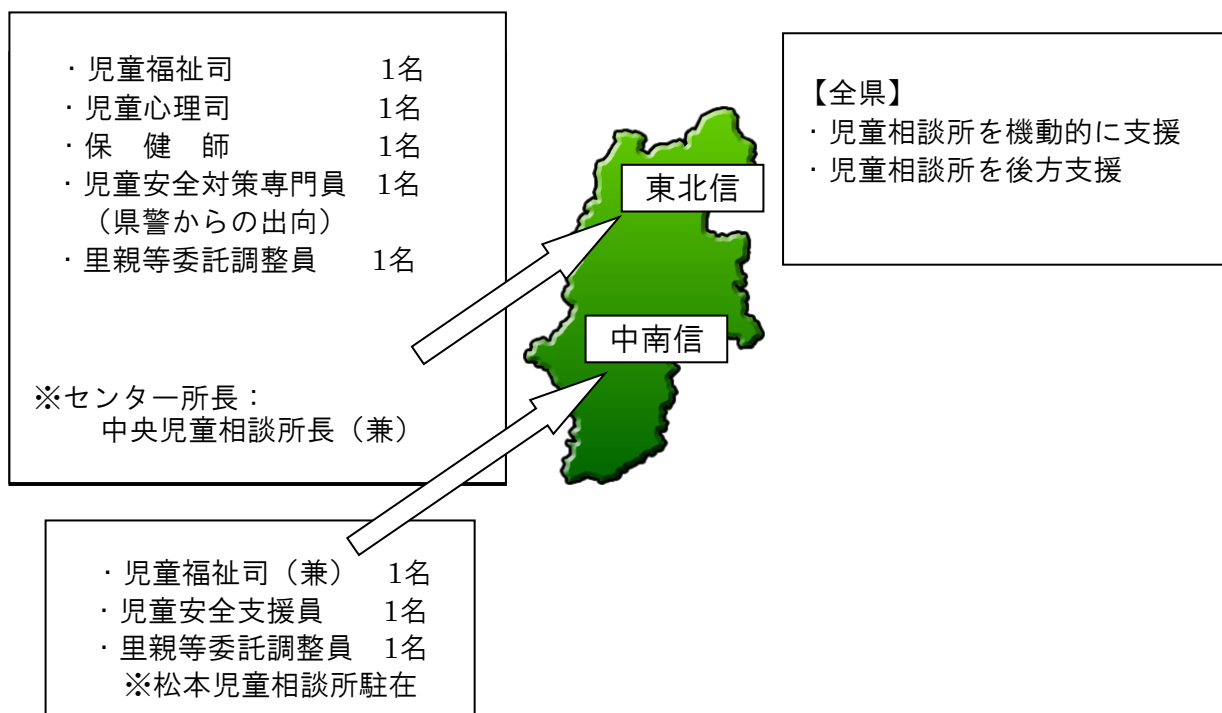 ・児童福祉司 1名
・児童心理司 1名
・保 健 師 1名
・児童安全対策専門員 1名
（県警からの出向）
・里親等委託調整員 1名
※センター所長：
中央児童相談所長（兼）
【全県】
・児童相談所を機動的に支援
・児童相談所を後方支援
東北信
中南信
・児童福祉司（兼） 1名
・児童安全支援員 1名
・里親等委託調整員 1名
※松本児童相談所駐在